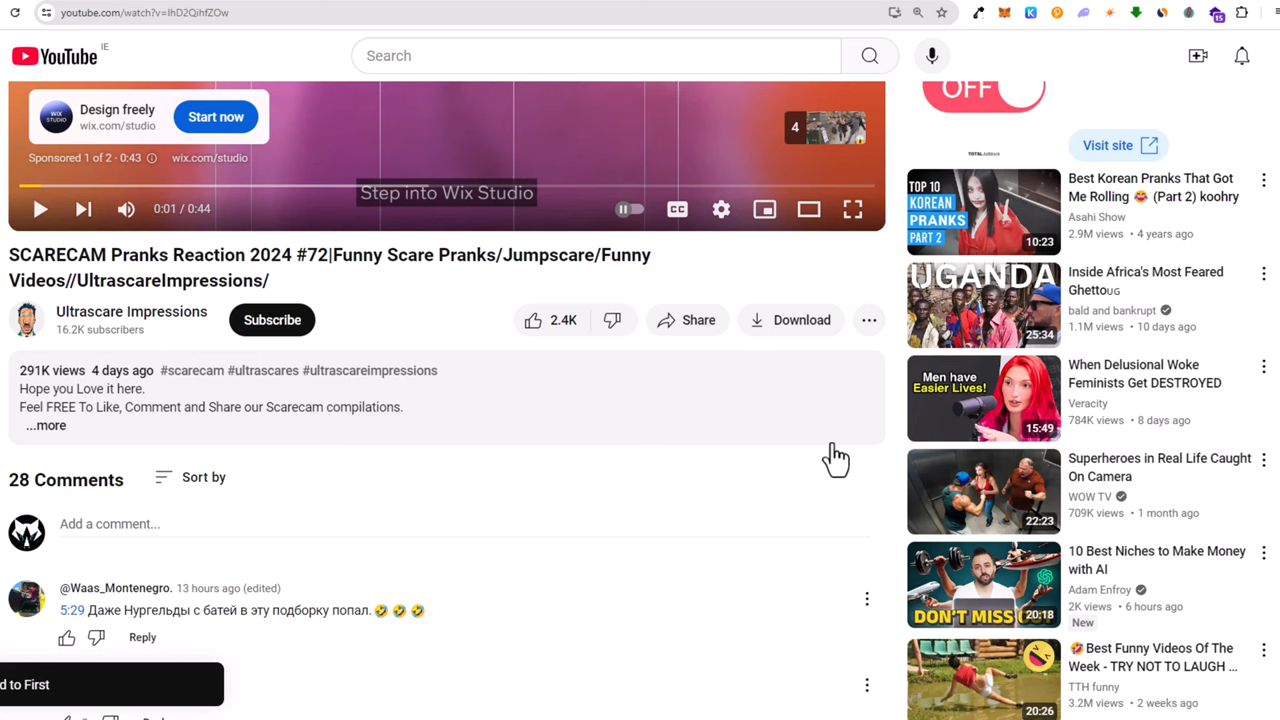 youtube.com/watch?v=IhD2QihfZOw
15
YouTube IE
Search
WIX STUDIO
Design freely
wix.com/studio
Start now
4
Sponsored 1 of 2 · 0:43
wix.com/studio
Step into Wix Studio
0:01 / 0:44
CC
SCARECAM Pranks Reaction 2024 #72|Funny Scare Pranks/Jumpscare/Funny
Videos//UltrascareImpressions/
Ultrascare Impressions
16.2K subscribers
Subscribe
2.4K
Share
Download
291K views 4 days ago #scarecam #ultrascares #ultrascareimpressions
Hope you Love it here.
Feel FREE To Like, Comment and Share our Scarecam compilations.
...more
28 Comments
Sort by
Add a comment...
@Waas_Montenegro. 13 hours ago (edited)
5:29 Даже Нургельды с батей в эту подборку попал.🤣 🤣 🤣
Reply
d to First
OFF
TOTAL Adblock
Visit site
TOP 10
KOREAN
PRANKS
PART 2
10:23
Best Korean Pranks That Got
Me Rolling 😂 (Part 2) koohry
Asahi Show
2.9M views • 4 years ago
UGANDA
25:34
Inside Africa's Most Feared
GhettoUG
bald and bankrupt
1.1M views • 10 days ago
Men have
Easier Lives!
15:49
When Delusional Woke
Feminists Get DESTROYED
Veracity
784K views • 8 days ago
22:23
Superheroes in Real Life Caught
On Camera
WOW TV
709K views • 1 month ago
DON'T MISS
20:18
10 Best Niches to Make Money
with AI
Adam Enfroy
2K views • 6 hours ago
New
20:26
🤣Best Funny Videos Of The
Week - TRY NOT TO LAUGH ...
TTH funny
3.2M views • 2 weeks ago